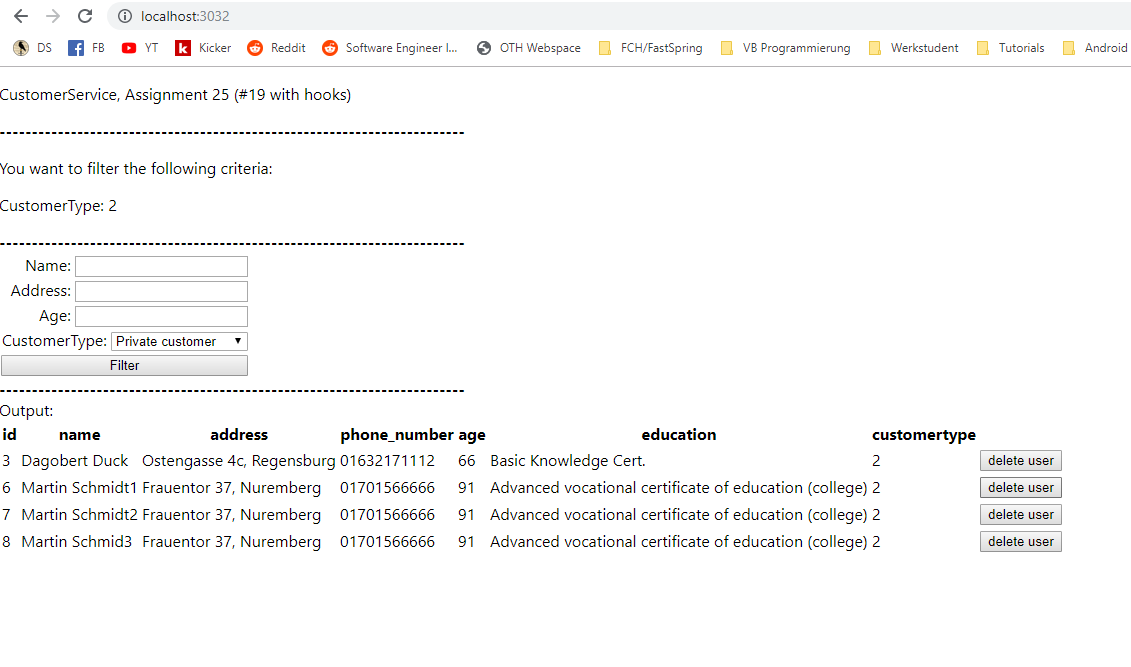 localhost:3032
DS FB YT Kicker Reddit Software Engineer I... OTH Webspace FCH/FastSpring VB Programmierung Werkstudent Tutorials Android
CustomerService, Assignment 25 (#19 with hooks)
------------------------------------------------------------------------
You want to filter the following criteria:
CustomerType: 2
------------------------------------------------------------------------
Name:
Address:
Age:
CustomerType: Private customer
Filter
------------------------------------------------------------------------
Output:
id name address phone_number age education customertype
3 Dagobert Duck Ostengasse 4c, Regensburg 01632171112 66 Basic Knowledge Cert. 2 delete user
6 Martin Schmidt1 Frauentor 37, Nuremberg 01701566666 91 Advanced vocational certificate of education (college) 2 delete user
7 Martin Schmidt2 Frauentor 37, Nuremberg 01701566666 91 Advanced vocational certificate of education (college) 2 delete user
8 Martin Schmid3 Frauentor 37, Nuremberg 01701566666 91 Advanced vocational certificate of education (college) 2 delete user